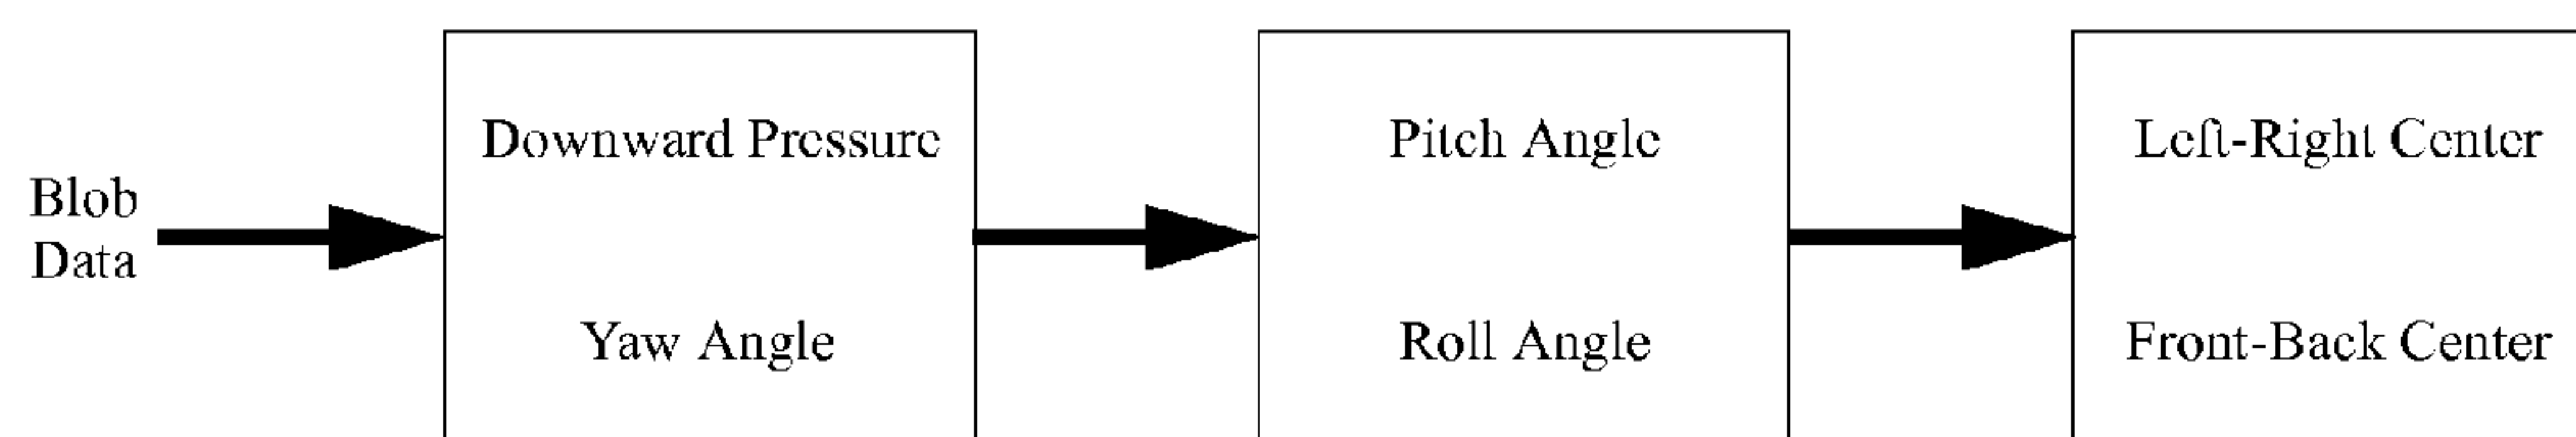 Blob
Data
Downward Pressure
Yaw Angle
Pitch Angle
Roll Angle
Left-Right Center
Front-Back Center